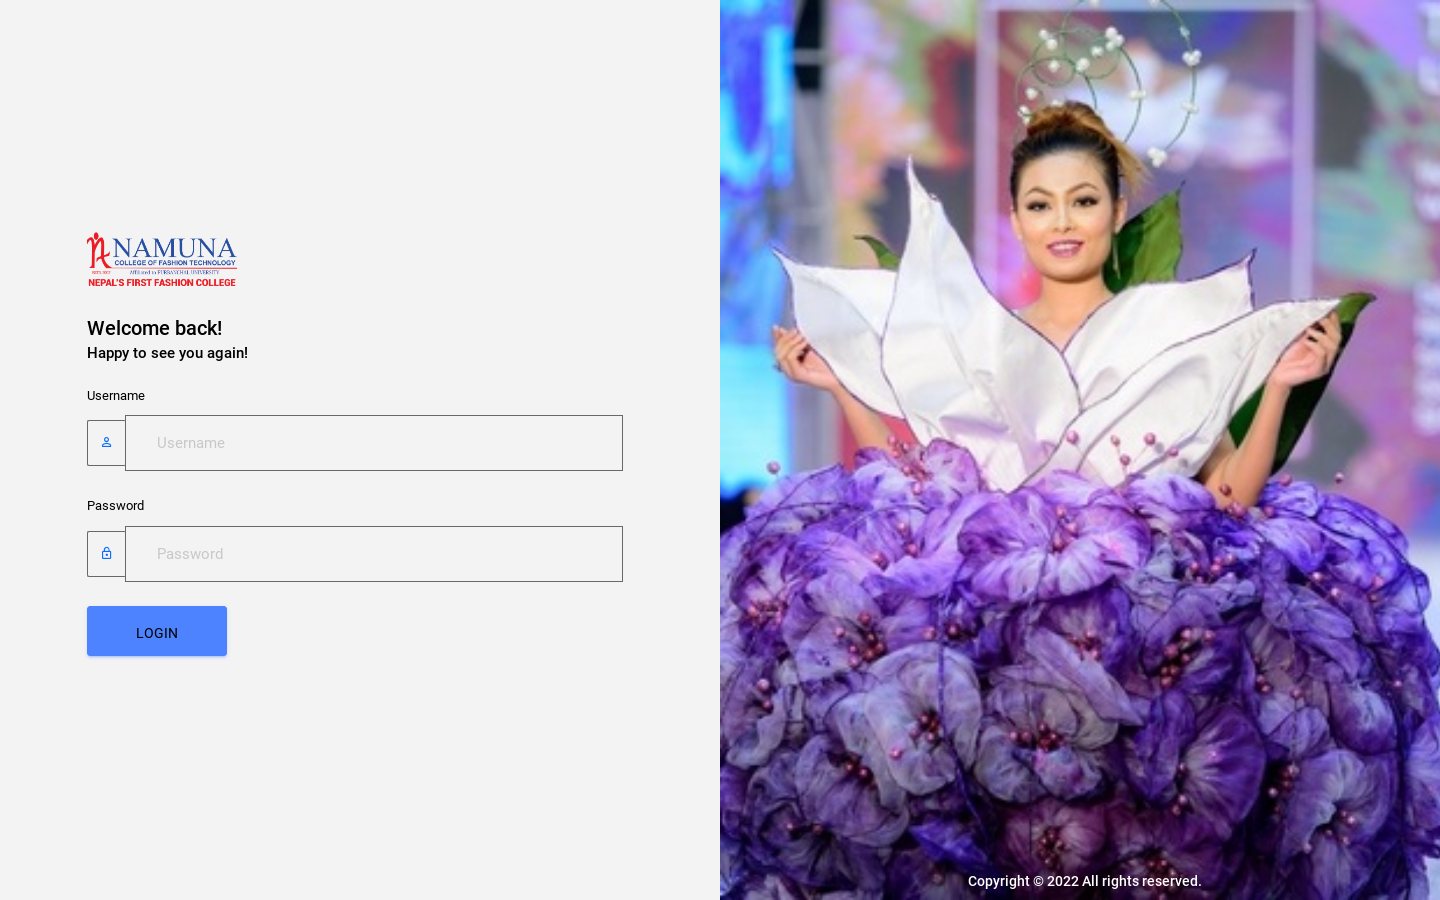 NAMUNA
COLLEGE OF FASHION TECHNOLOGY
Affiliated to PURBANCHAL UNIVERSITY
NEPAL'S FIRST FASHION COLLEGE
Welcome back!
Happy to see you again!
Username
Username
Password
Password
LOGIN
Copyright © 2022 All rights reserved.